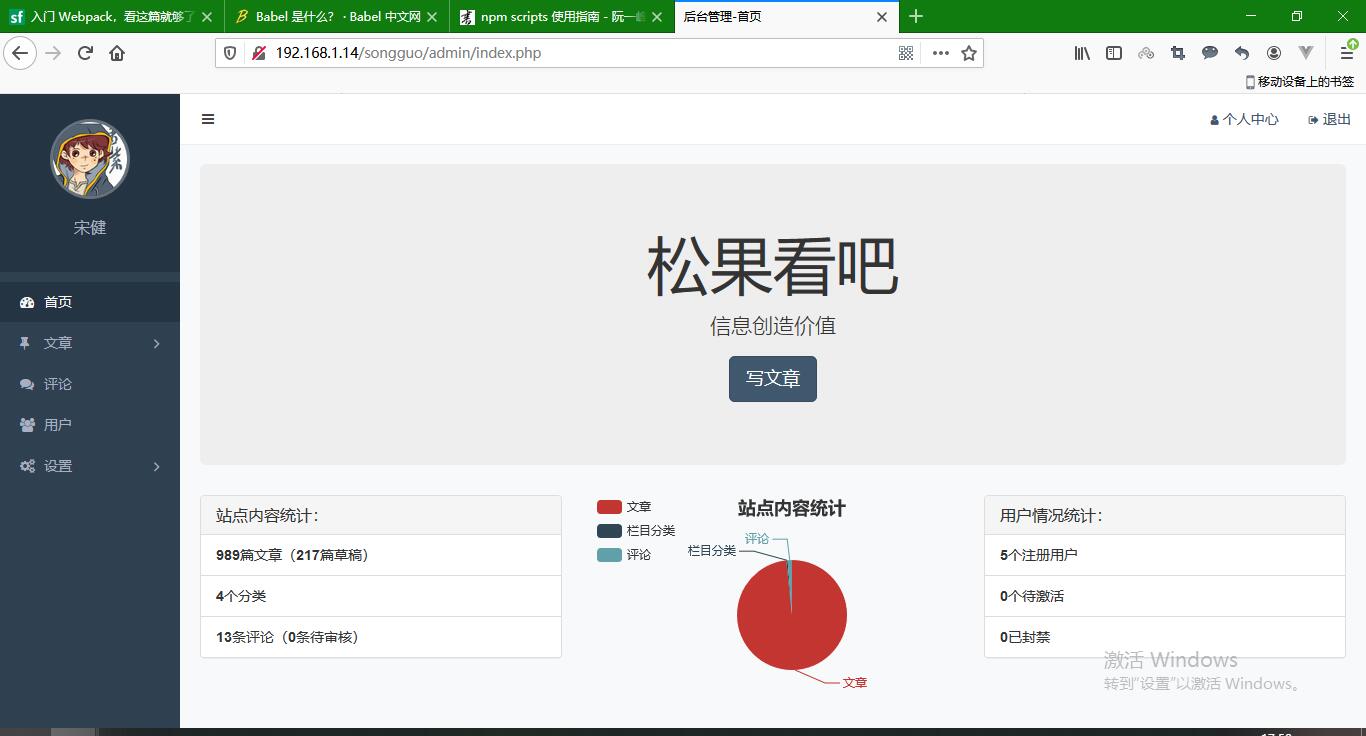 入门 Webpack，看这篇就够了
Babel 是什么？ · Babel 中文网
npm scripts 使用指南 - 阮一峰
后台管理-首页
192.168.1.14/songguo/admin/index.php
移动设备上的书签
个人中心
退出
宋健
首页
文章
评论
用户
设置
松果看吧
信息创造价值
写文章
站点内容统计：
989篇文章（217篇草稿）
4个分类
13条评论（0条待审核）
文章
栏目分类
评论
站点内容统计
评论
栏目分类
文章
用户情况统计：
5个注册用户
0个待激活
0已封禁
激活 Windows
转到"设置"以激活 Windows。